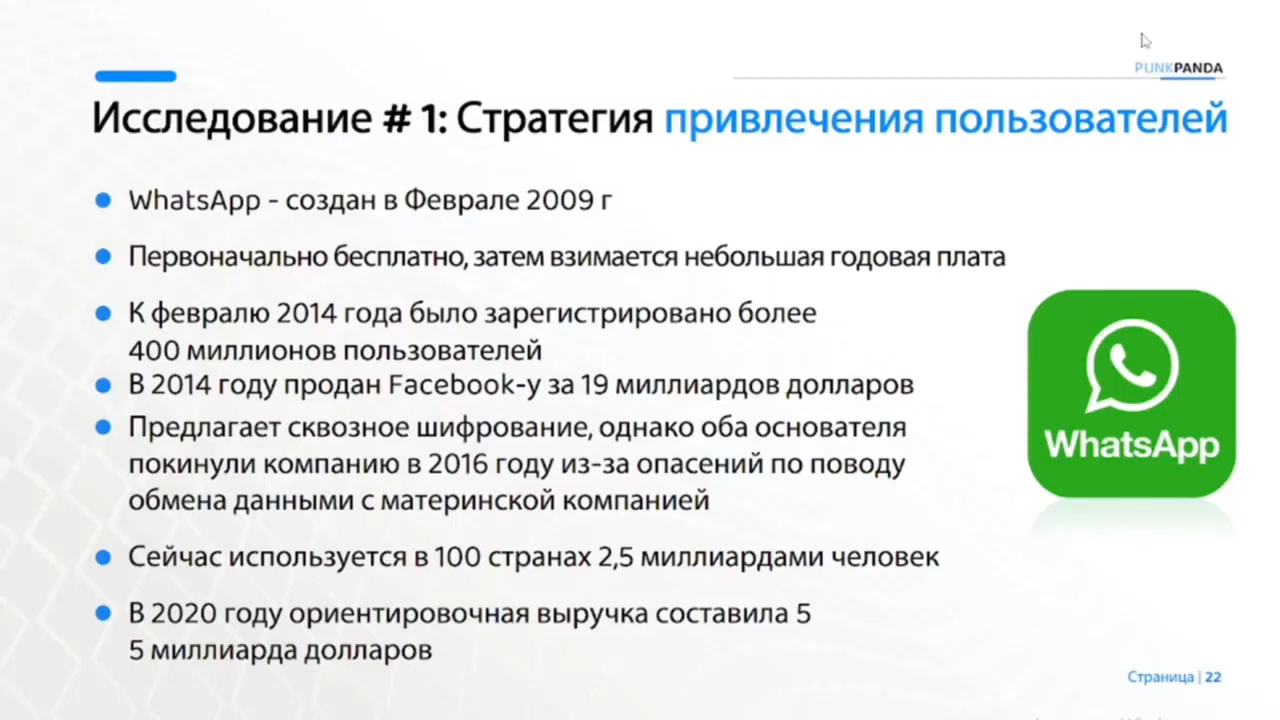 PUNKPANDA
Исследование # 1: Стратегия привлечения пользователей
WhatsApp - создан в Феврале 2009 г
Первоначально бесплатно, затем взимается небольшая годовая плата
К февралю 2014 года было зарегистрировано более
400 миллионов пользователей
В 2014 году продан Facebook-у за 19 миллиардов долларов
Предлагает сквозное шифрование, однако оба основателя
покинули компанию в 2016 году из-за опасений по поводу
обмена данными с материнской компанией
WhatsApp
Сейчас используется в 100 странах 2,5 миллиардами человек
В 2020 году ориентировочная выручка составила 5
5 миллиарда долларов
Страница | 22